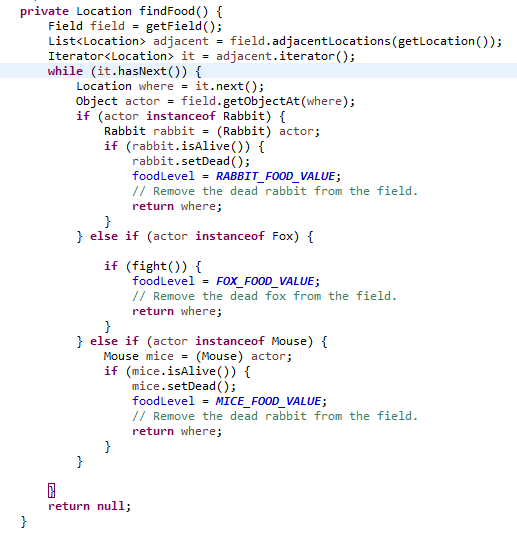 private Location findFood() {
    Field field = getField();
    List<Location> adjacent = field.adjacentLocations(getLocation());
    Iterator<Location> it = adjacent.iterator();
    while (it.hasNext()) {
        Location where = it.next();
        Object actor = field.getObjectAt(where);
        if (actor instanceof Rabbit) {
            Rabbit rabbit = (Rabbit) actor;
            if (rabbit.isAlive()) {
                rabbit.setDead();
                foodLevel = RABBIT_FOOD_VALUE;
                // Remove the dead rabbit from the field.
                return where;
            }
        } else if (actor instanceof Fox) {

            if (fight()) {
                foodLevel = FOX_FOOD_VALUE;
                // Remove the dead fox from the field.
                return where;
            }
        } else if (actor instanceof Mouse) {
            Mouse mice = (Mouse) actor;
            if (mice.isAlive()) {
                mice.setDead();
                foodLevel = MICE_FOOD_VALUE;
                // Remove the dead rabbit from the field.
                return where;
            }
        }

    }
    return null;
}